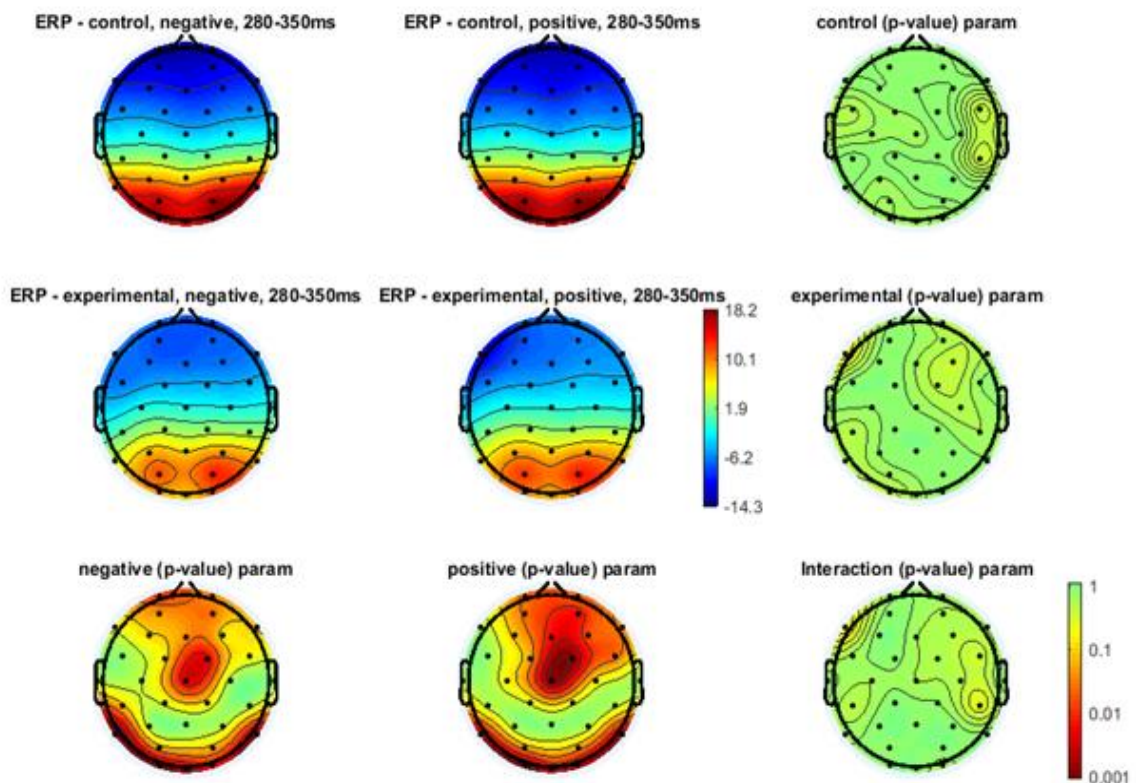 ERP - control, negative, 280-350ms
ERP - control, positive, 280-350ms
control (p-value) param
ERP - experimental, negative, 280-350ms
ERP - experimental, positive, 280-350ms
experimental (p-value) param
18.2
10.1
1.9
-6.2
-14.3
negative (p-value) param
positive (p-value) param
Interaction (p-value) param
1
0.1
0.01
0.001